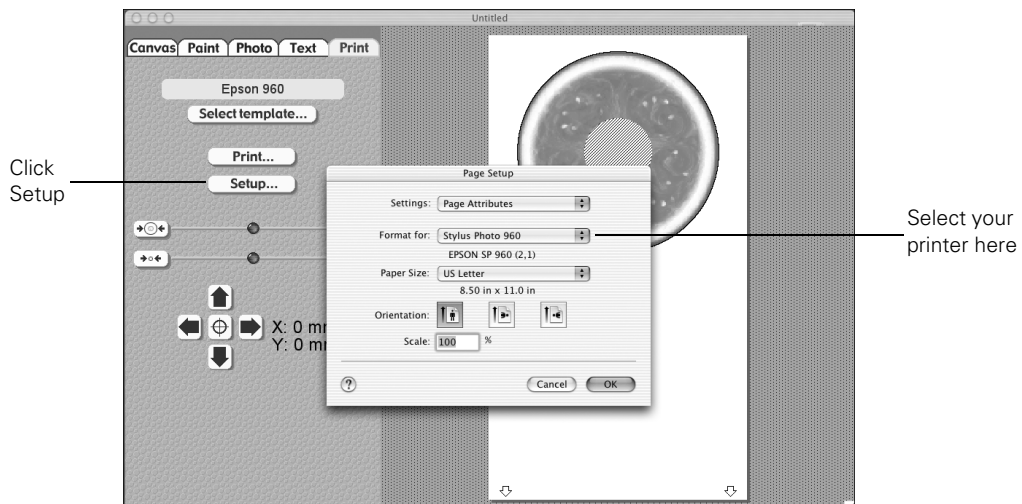 Untitled
Canvas Paint Photo Text Print
Epson 960
Select template...
Print...
Setup...
Click
Setup
X: 0 mm
Y: 0 mm
Page Setup
Settings: Page Attributes
Format for: Stylus Photo 960
EPSON SP 960 (2,1)
Paper Size: US Letter
8.50 in x 11.0 in
Orientation:
Scale: 100 %
? Cancel OK
Select your
printer here